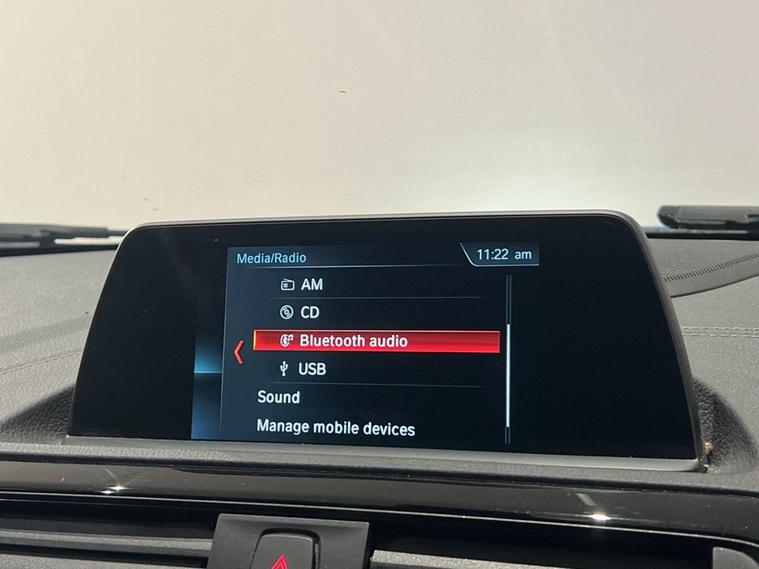 Media/Radio
11:22 am
AM
CD
Bluetooth audio
USB
Sound
Manage mobile devices